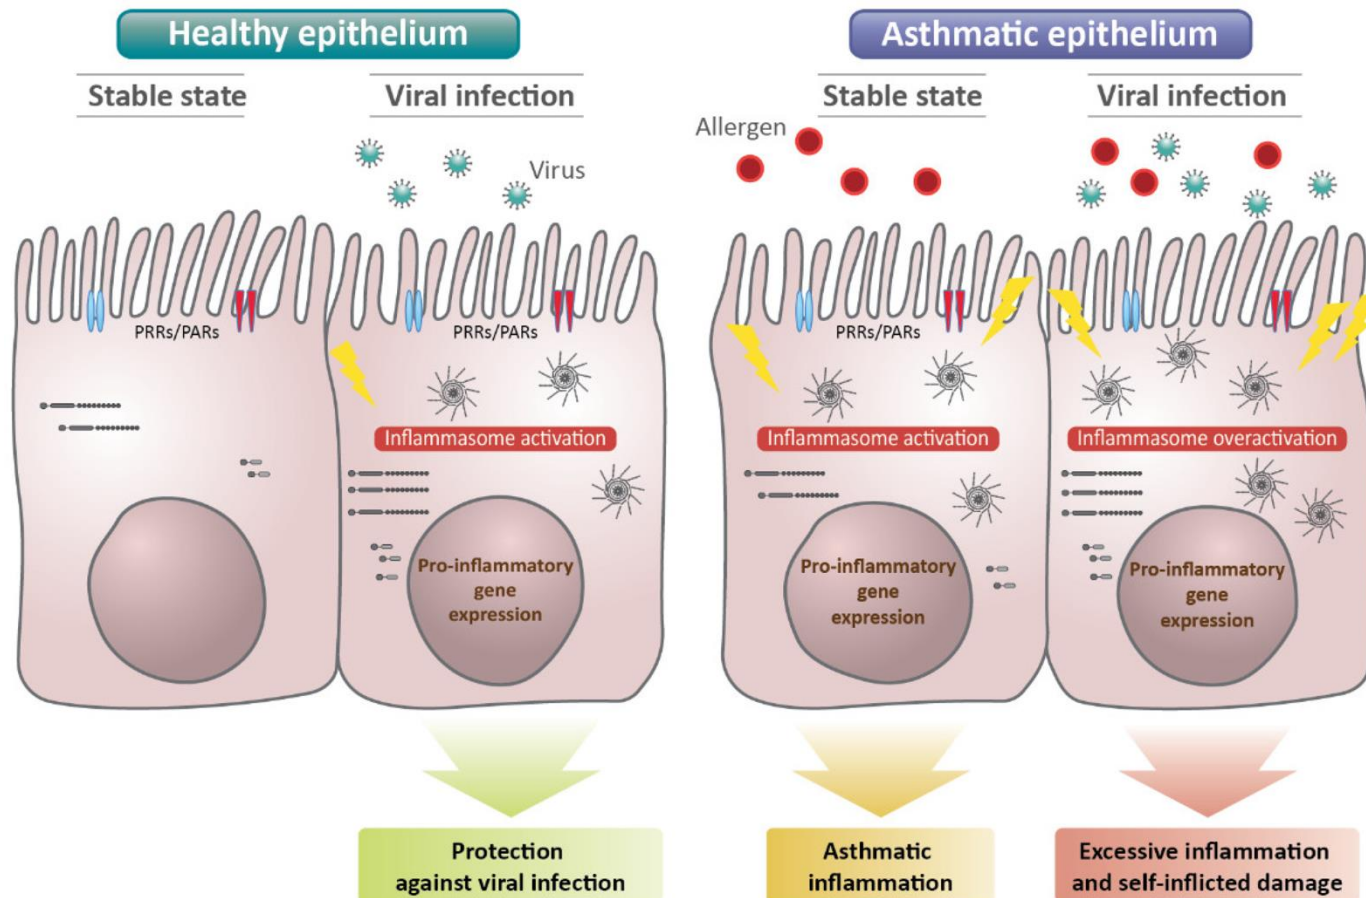 Healthy epithelium
Asthmatic epithelium
Stable state
Viral infection
Stable state
Viral infection
Allergen
Virus
PRRs/PARs
PRRs/PARs
PRRs/PARs
Inflammasome activation
Inflammasome activation
Inflammasome overactivation
Pro-inflammatory
gene
expression
Pro-inflammatory
gene
expression
Pro-inflammatory
gene
expression
Protection
against viral infection
Asthmatic
inflammation
Excessive inflammation
and self-inflicted damage